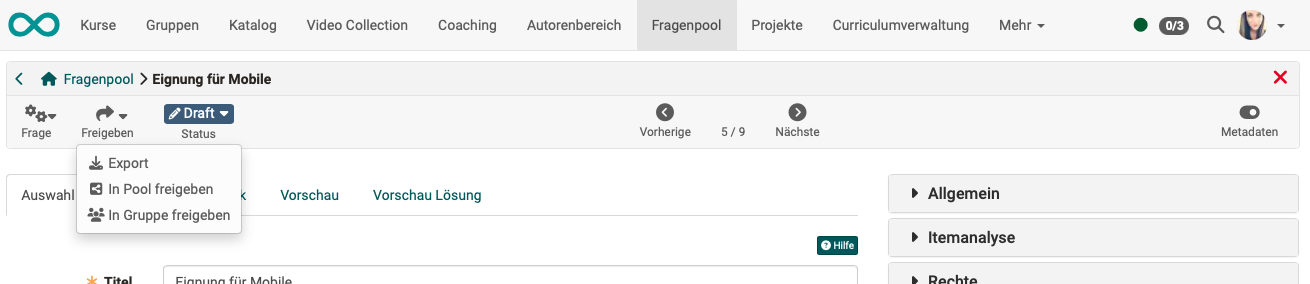 Kurse Gruppen Katalog Video Collection Coaching Autorenbereich Fragenpool Projekte Curriculumverwaltung Mehr 0/3
Fragenpool Eignung für Mobile
Frage Freigeben Draft Status Vorherige 5 / 9 Nächste Metadaten
Export
In Pool freigeben
In Gruppe freigeben
Auswahl k Vorschau Vorschau Lösung
Allgemein
Itemanalyse
Hilfe
Titel Eignung für Mobile
Rechte